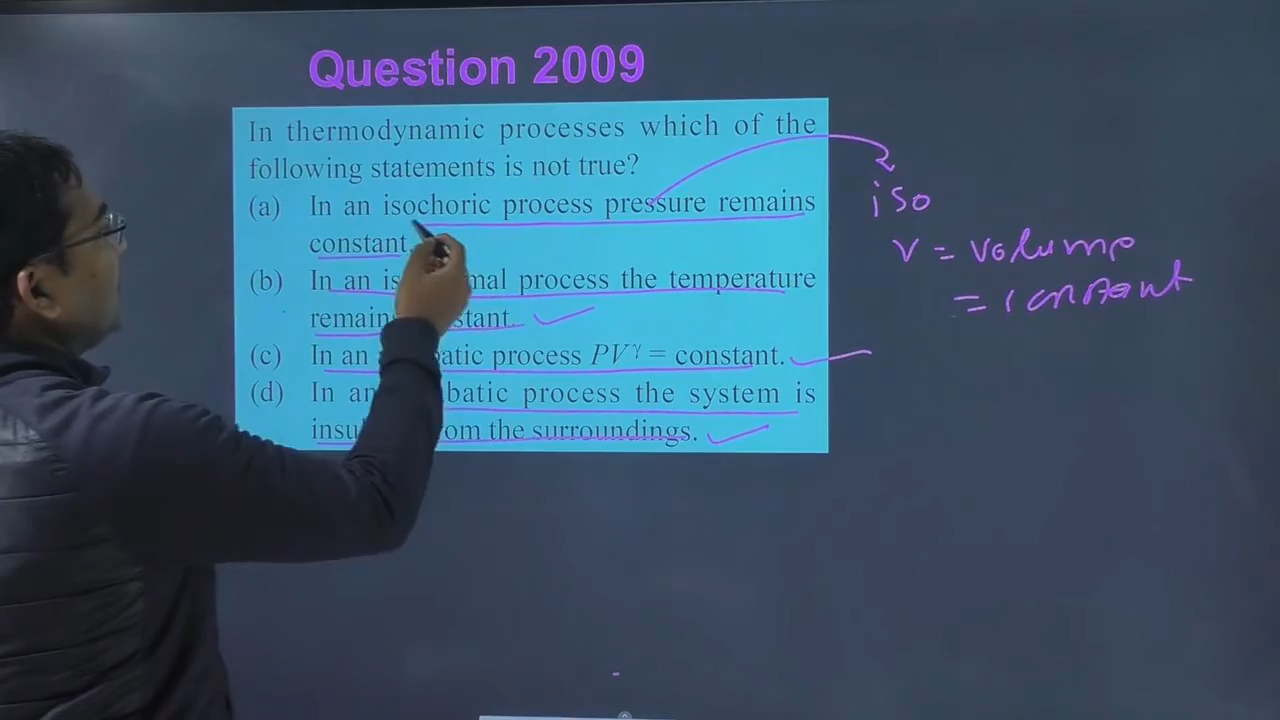 Question 2009
In thermodynamic processes which of the
following statements is not true?
(a) In an isochoric process pressure remains
constant.
(b) In an is mal process the temperature
remain stant.
(c) In an a batic process PVᵞ = constant.
(d) In an batic process the system is
insu om the surroundings.
iso
v = volume
= constant